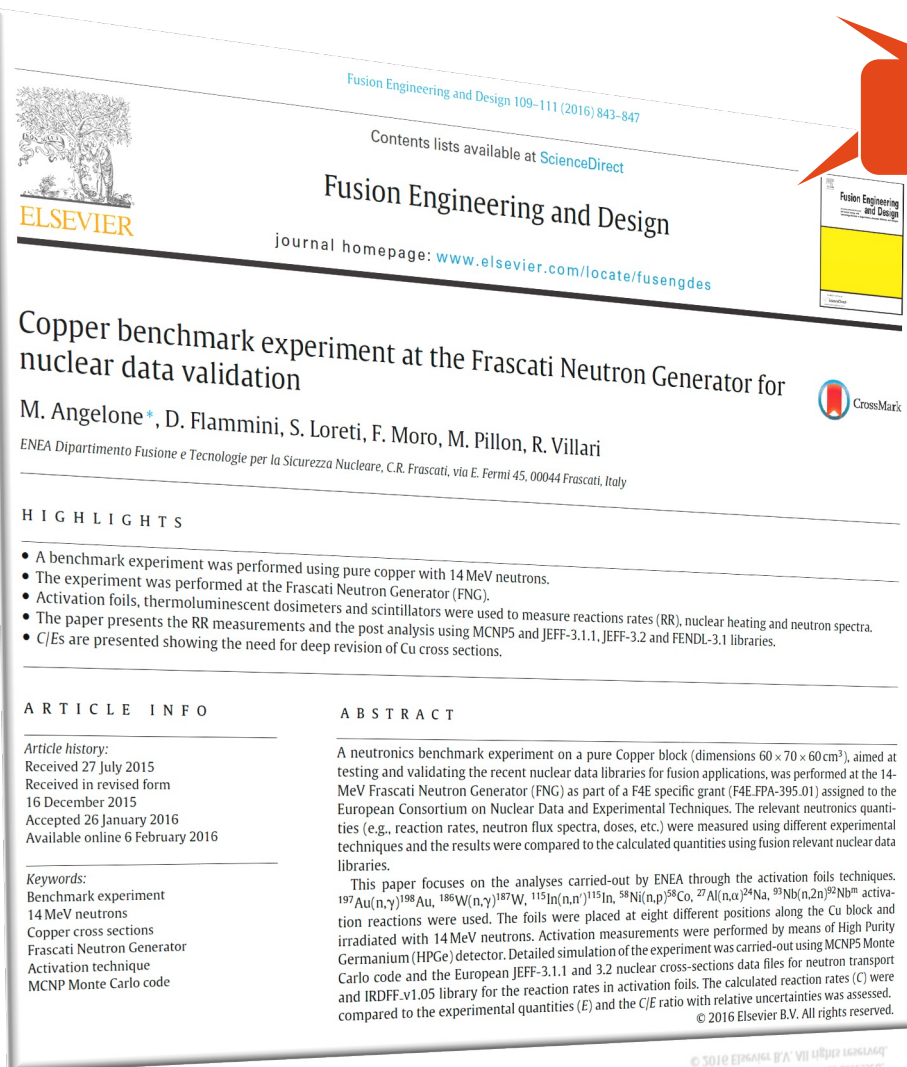 Fusion Engineering and Design 109–111 (2016) 843–847
Contents lists available at ScienceDirect
Fusion Engineering and Design
journal homepage: www.elsevier.com/locate/fusengdes
ELSEVIER
Fusion Engineering
and Design
Copper benchmark experiment at the Frascati Neutron Generator for
nuclear data validation
CrossMark
M. Angelone*, D. Flammini, S. Loreti, F. Moro, M. Pillon, R. Villari
ENEA Dipartimento Fusione e Tecnologie per la Sicurezza Nucleare, C.R. Frascati, via E. Fermi 45, 00044 Frascati, Italy
HIGHLIGHTS
• A benchmark experiment was performed using pure copper with 14 MeV neutrons.
• The experiment was performed at the Frascati Neutron Generator (FNG).
• Activation foils, thermoluminescent dosimeters and scintillators were used to measure reactions rates (RR), nuclear heating and neutron spectra.
• The paper presents the RR measurements and the post analysis using MCNP5 and JEFF-3.1.1, JEFF-3.2 and FENDL-3.1 libraries.
• C/Es are presented showing the need for deep revision of Cu cross sections.
ARTICLE INFO
Article history:
Received 27 July 2015
Received in revised form
16 December 2015
Accepted 26 January 2016
Available online 6 February 2016
Keywords:
Benchmark experiment
14 MeV neutrons
Copper cross sections
Frascati Neutron Generator
Activation technique
MCNP Monte Carlo code
ABSTRACT
A neutronics benchmark experiment on a pure Copper block (dimensions 60 × 70 × 60 cm³), aimed at
testing and validating the recent nuclear data libraries for fusion applications, was performed at the 14-
MeV Frascati Neutron Generator (FNG) as part of a F4E specific grant (F4E.FPA-395.01) assigned to the
European Consortium on Nuclear Data and Experimental Techniques. The relevant neutronics quanti-
ties (e.g., reaction rates, neutron flux spectra, doses, etc.) were measured using different experimental
techniques and the results were compared to the calculated quantities using fusion relevant nuclear data
libraries.
This paper focuses on the analyses carried-out by ENEA through the activation foils techniques.
¹⁹⁷Au(n,γ)¹⁹⁸Au, ¹⁸⁶W(n,γ)¹⁸⁷W, ¹¹⁵In(n,n′)¹¹⁵In, ⁵⁸Ni(n,p)⁵⁸Co, ²⁷Al(n,α)²⁴Na, ⁹³Nb(n,2n)⁹²Nbᵐ activa-
tion reactions were used. The foils were placed at eight different positions along the Cu block and
irradiated with 14 MeV neutrons. Activation measurements were performed by means of High Purity
Germanium (HPGe) detector. Detailed simulation of the experiment was carried-out using MCNP5 Monte
Carlo code and the European JEFF-3.1.1 and 3.2 nuclear cross-sections data files for neutron transport
and IRDFF-v1.05 library for the reaction rates in activation foils. The calculated reaction rates (C) were
compared to the experimental quantities (E) and the C/E ratio with relative uncertainties was assessed.
© 2016 Elsevier B.V. All rights reserved.